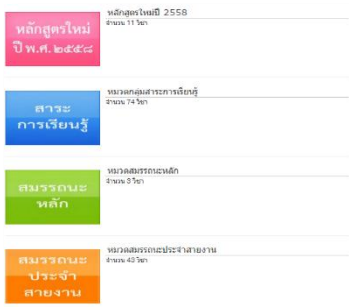 หลักสูตรใหม่
ปี พ.ศ. ๒๕๕๘
หลักสูตรใหม่ปี 2558
จำนวน 11 วิชา
สาระ
การเรียนรู้
หมวดกลุ่มสาระการเรียนรู้
จำนวน 74 วิชา
สมรรถนะ
หลัก
หมวดสมรรถนะหลัก
จำนวน 3 วิชา
สมรรถนะ
ประจำ
สายงาน
หมวดสมรรถนะประจำสายงาน
จำนวน 43 วิชา